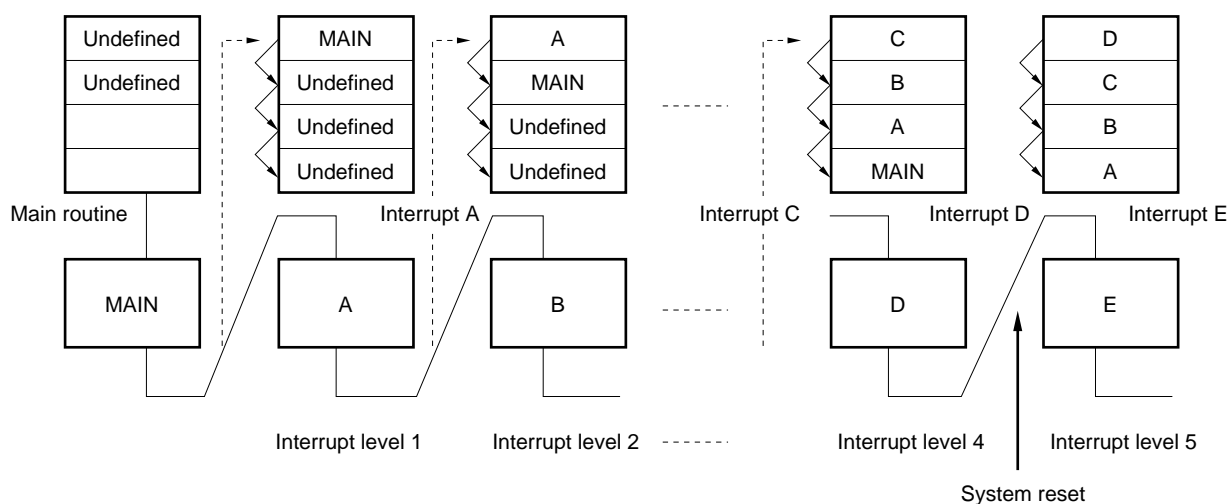 Undefined MAIN A C D
Undefined Undefined MAIN B C
Undefined Undefined A B
Undefined Undefined MAIN A
Main routine Interrupt A Interrupt C Interrupt D Interrupt E
MAIN A B D E
Interrupt level 1 Interrupt level 2 Interrupt level 4 Interrupt level 5
System reset